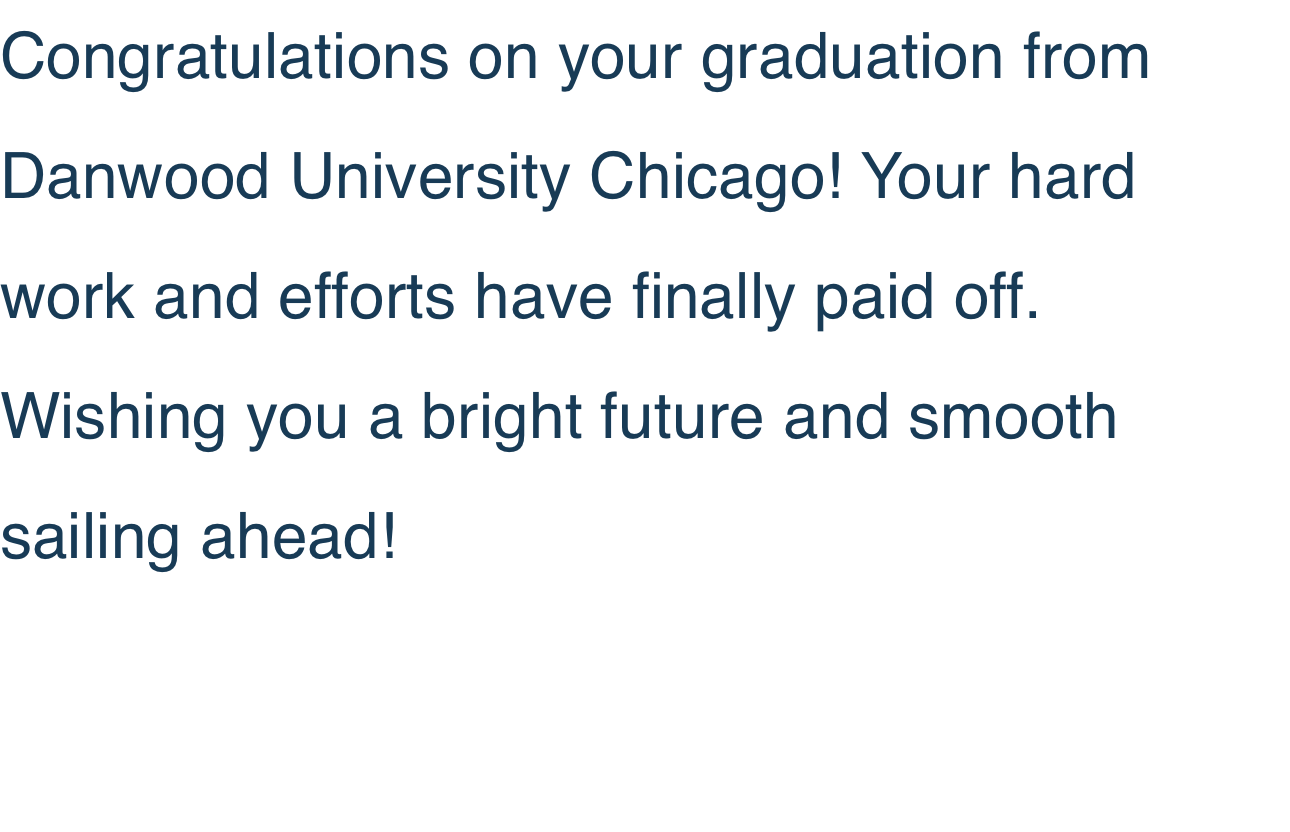 Congratulations on your graduation from
Danwood University Chicago! Your hard
work and efforts have finally paid off.
Wishing you a bright future and smooth
sailing ahead!